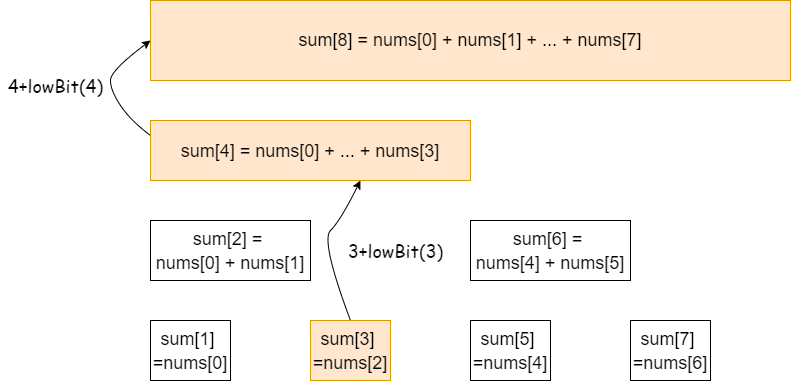 sum[8] = nums[0] + nums[1] + ... + nums[7]
4+lowBit(4)
sum[4] = nums[0] + ... + nums[3]
sum[2] =
nums[0] + nums[1]
3+lowBit(3)
sum[6] =
nums[4] + nums[5]
sum[1]
=nums[0]
sum[3]
=nums[2]
sum[5]
=nums[4]
sum[7]
=nums[6]